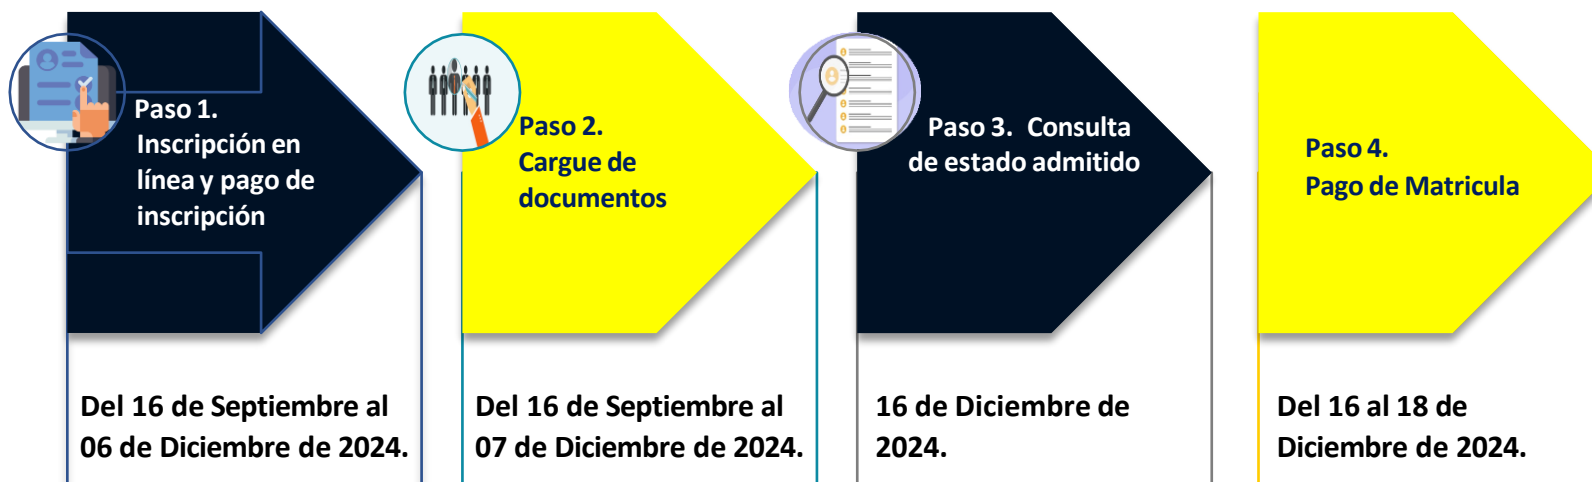 Paso 1.
Inscripción en
línea y pago de
inscripción
Del 16 de Septiembre al
06 de Diciembre de 2024.
Paso 2.
Cargue de
documentos
Del 16 de Septiembre al
07 de Diciembre de 2024.
Paso 3. Consulta
de estado admitido
16 de Diciembre de
2024.
Paso 4.
Pago de Matricula
Del 16 al 18 de
Diciembre de 2024.